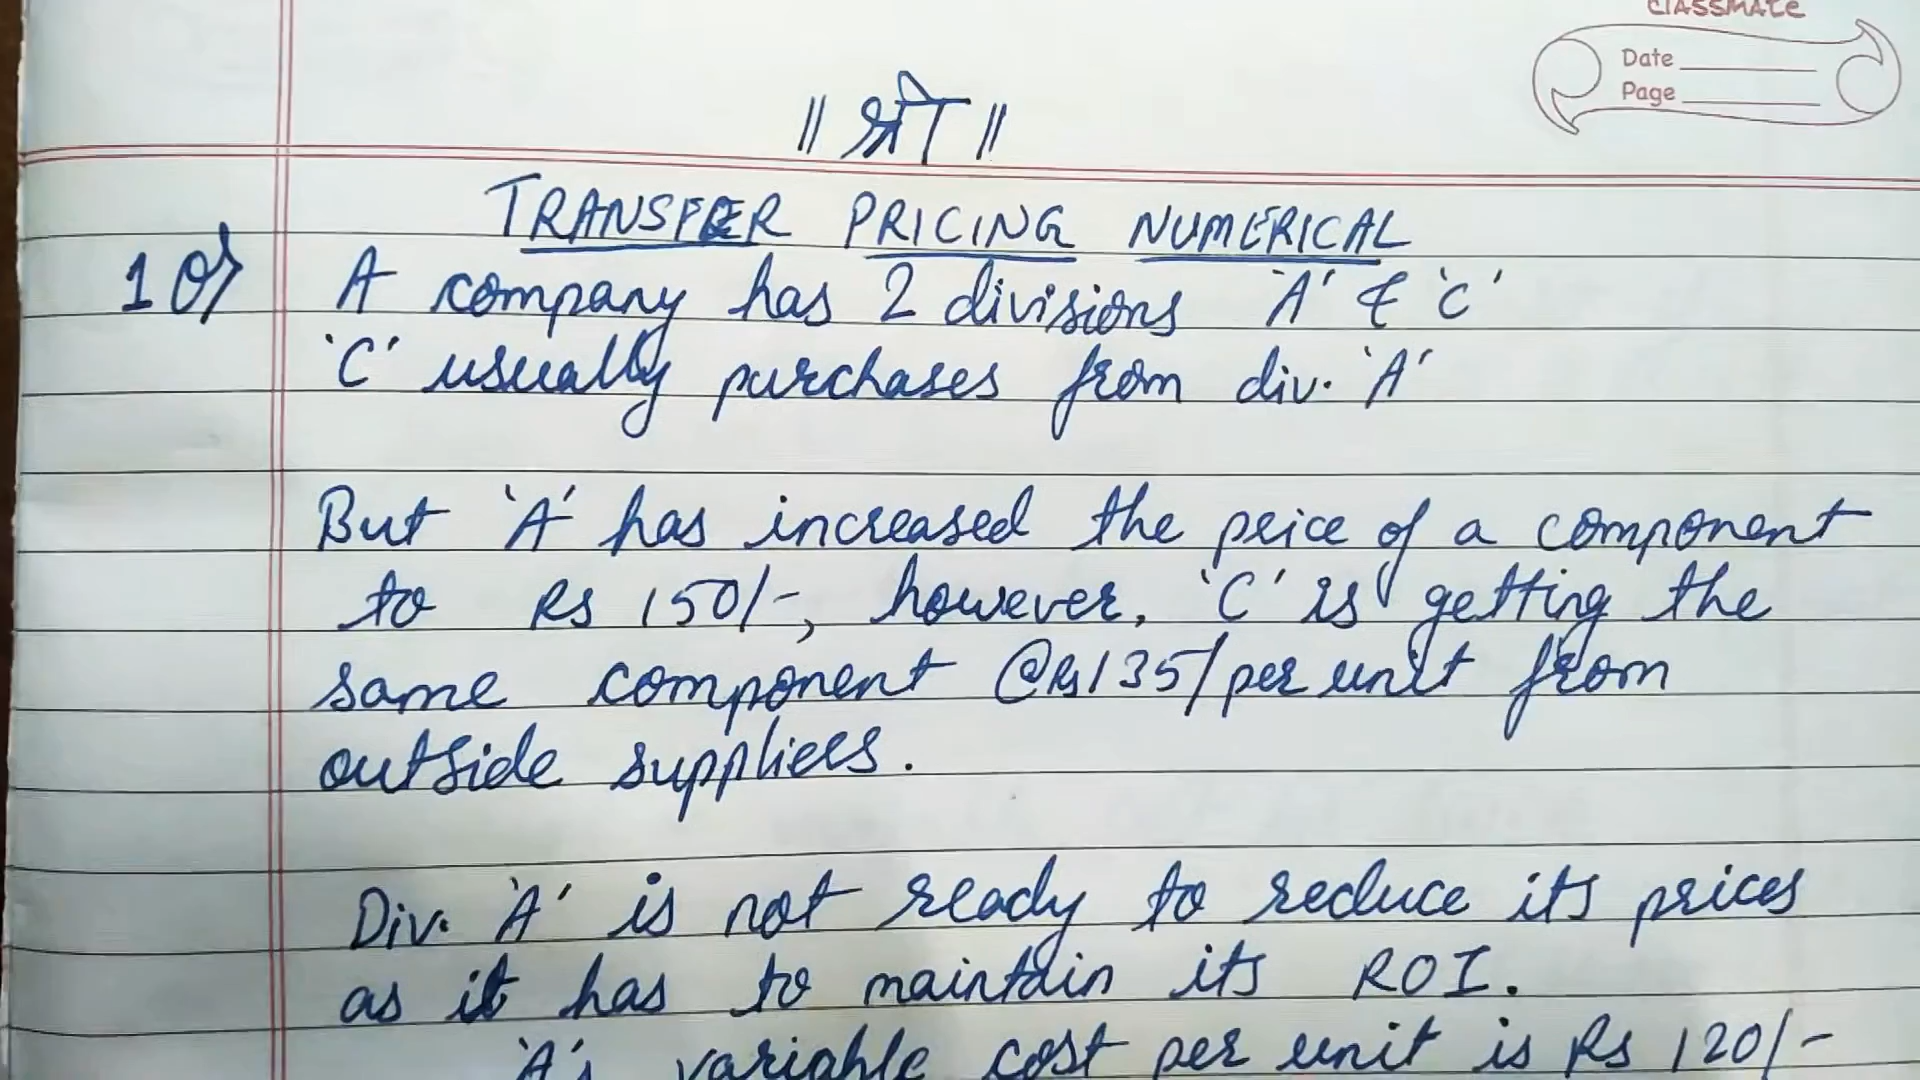 classmate
Date
Page
॥ श्री ॥
TRANSFER PRICING NUMERICAL
1 Q) A company has 2 divisions 'A' & 'C'
'C' usually purchases from div. 'A'
But 'A' has increased the price of a component
to Rs 150/-, however, 'C' is getting the
same component @Rs135/per unit from
outside suppliers.
Div. 'A' is not ready to reduce its prices
as it has to maintain its ROI.
'A's variable cost per unit is Rs 120/-